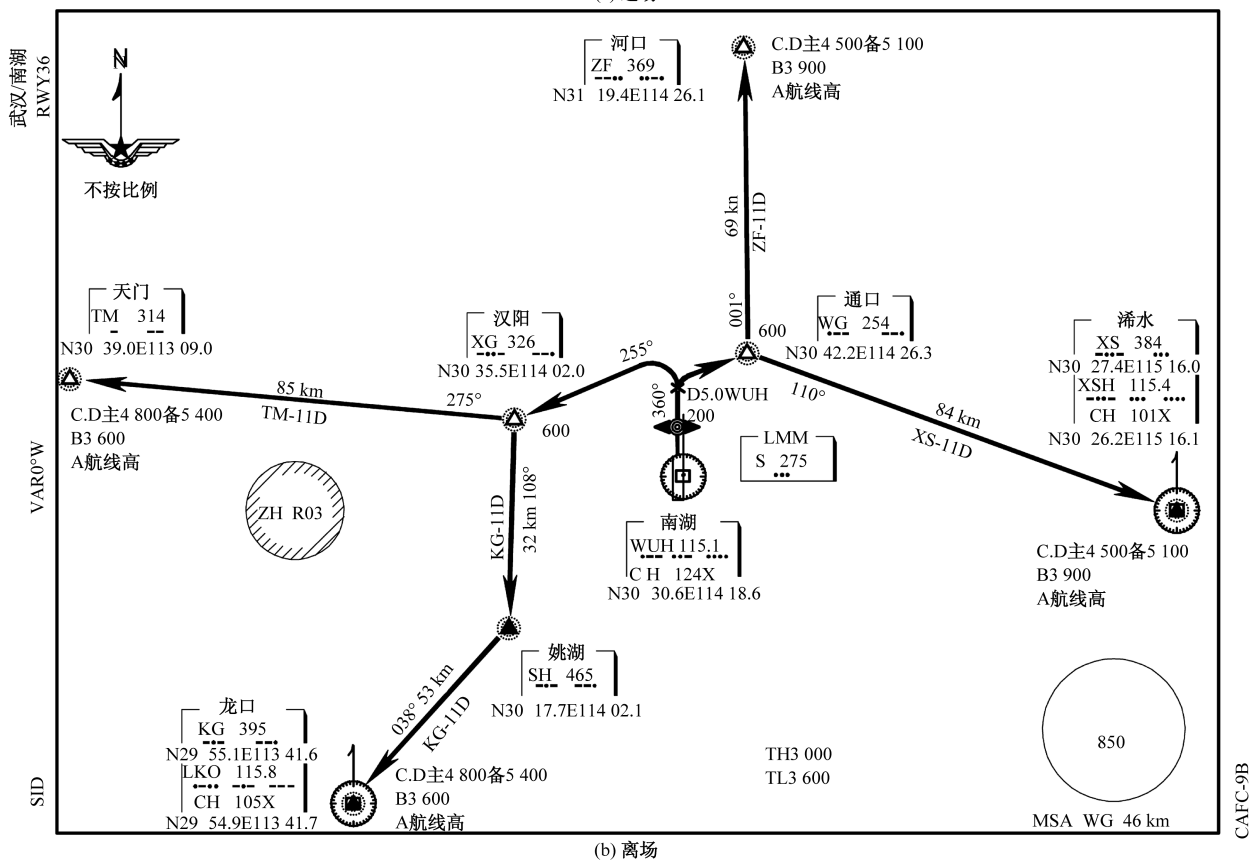 武汉/南湖
RWY36
N
不按比例
河口
ZF 369
N31 19.4E114 26.1
C.D主4 500备5 100
B3 900
A航线高
69 kn
ZF-11D
001°
天门
TM 314
N30 39.0E113 09.0
C.D主4 800备5 400
B3 600
A航线高
85 km
TM-11D
275°
汉阳
XG 326
N30 35.5E114 02.0
600
255°
360°
D5.0WUH
200
通口
WG 254
N30 42.2E114 26.3
600
110°
84 km
XS-11D
浠水
XS 384
N30 27.4E115 16.0
XSH 115.4
CH 101X
N30 26.2E115 16.1
C.D主4 500备5 100
B3 900
A航线高
LMM
S 275
南湖
WUH 115.1
C H 124X
N30 30.6E114 18.6
ZH R03
KG-11D
32 km 108°
姚湖
SH 465
N30 17.7E114 02.1
038° 53 km
KG-11D
龙口
KG 395
N29 55.1E113 41.6
LKO 115.8
CH 105X
N29 54.9E113 41.7
C.D主4 800备5 400
B3 600
A航线高
TH3 000
TL3 600
850
MSA WG 46 km
VAR0°W
SID
CAFC-9B
(b) 离场